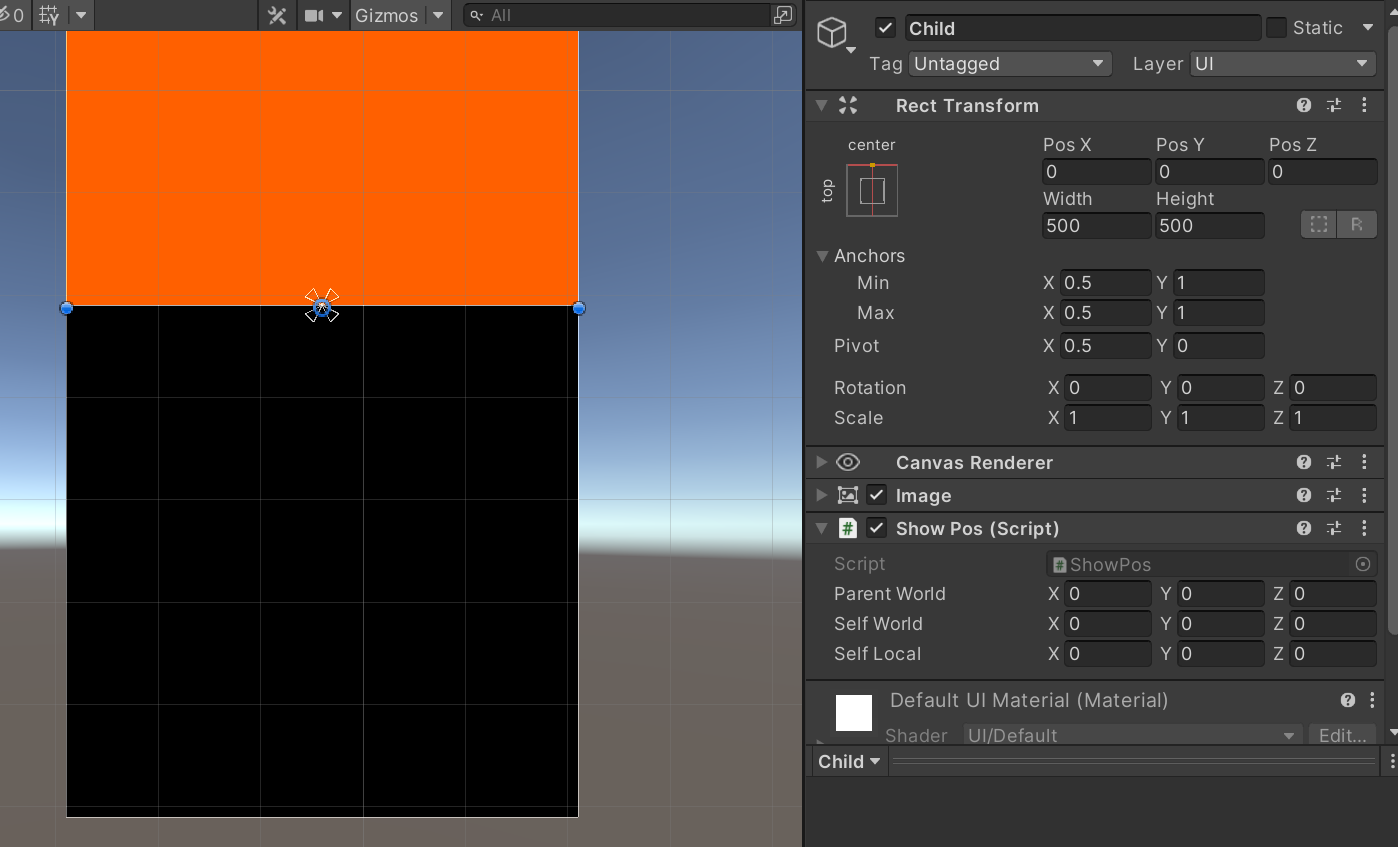 0 Gizmos All
Child Static
Tag Untagged Layer UI
Rect Transform
center
top
Pos X Pos Y Pos Z
0 0 0
Width Height
500 500 R
Anchors
Min X 0.5 Y 1
Max X 0.5 Y 1
Pivot X 0.5 Y 0
Rotation X 0 Y 0 Z 0
Scale X 1 Y 1 Z 1
Canvas Renderer
Image
# Show Pos (Script)
Script # ShowPos
Parent World X 0 Y 0 Z 0
Self World X 0 Y 0 Z 0
Self Local X 0 Y 0 Z 0
Default UI Material (Material)
Shader UI/Default Edit...
Child